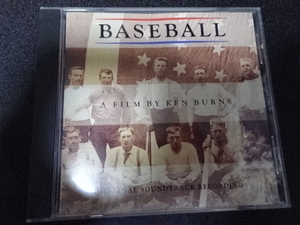 BASEBALL
A FILM BY KEN BURNS
SOUNDTRACK RECORDING